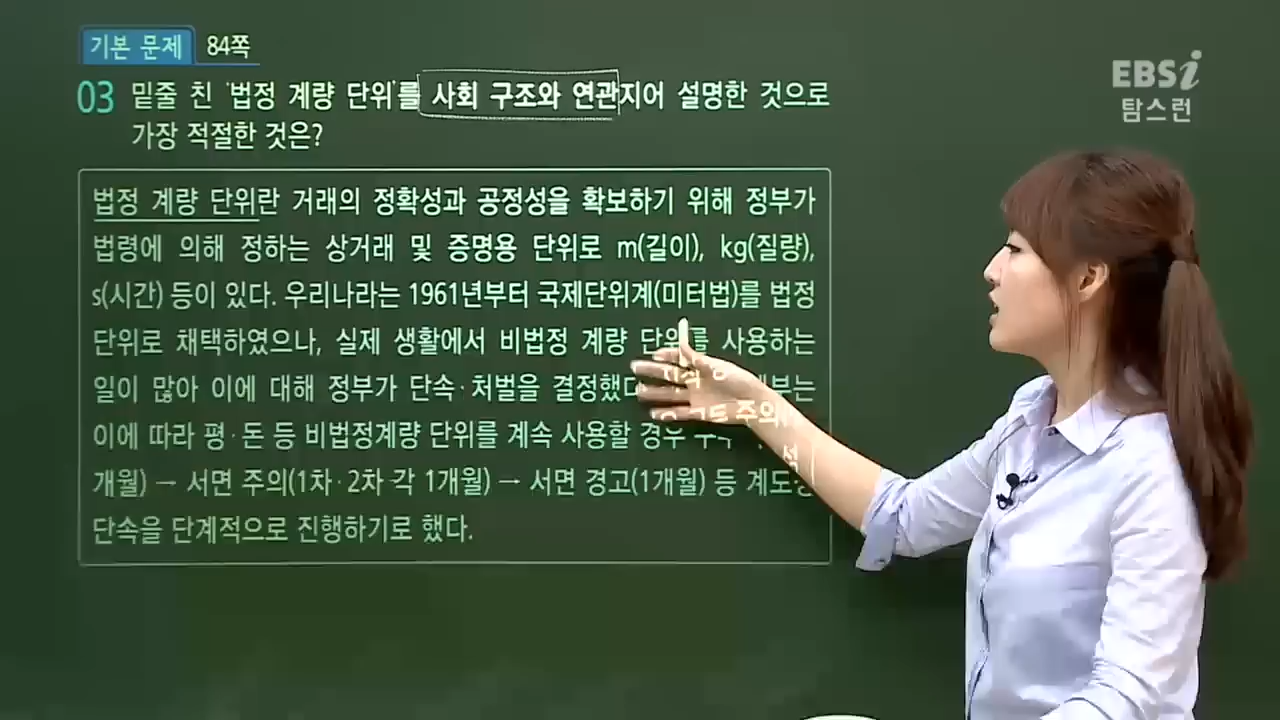 기본 문제 84쪽
EBSi
탐스런
03 밑줄 친 '법정 계량 단위'를 사회 구조와 연관지어 설명한 것으로
가장 적절한 것은?
법정 계량 단위란 거래의 정확성과 공정성을 확보하기 위해 정부가
법령에 의해 정하는 상거래 및 증명용 단위로 m(길이), kg(질량),
s(시간) 등이 있다. 우리나라는 1961년부터 국제단위계(미터법)를 법정
단위로 채택하였으나, 실제 생활에서 비법정 계량 단위를 사용하는
일이 많아 이에 대해 정부가 단속·처벌을 결정했다
이에 따라 평·돈 등 비법정계량 단위를 계속 사용할 경우
개월) → 서면 주의(1차·2차 각 1개월) → 서면 경고(1개월) 등 계도
단속을 단계적으로 진행하기로 했다.